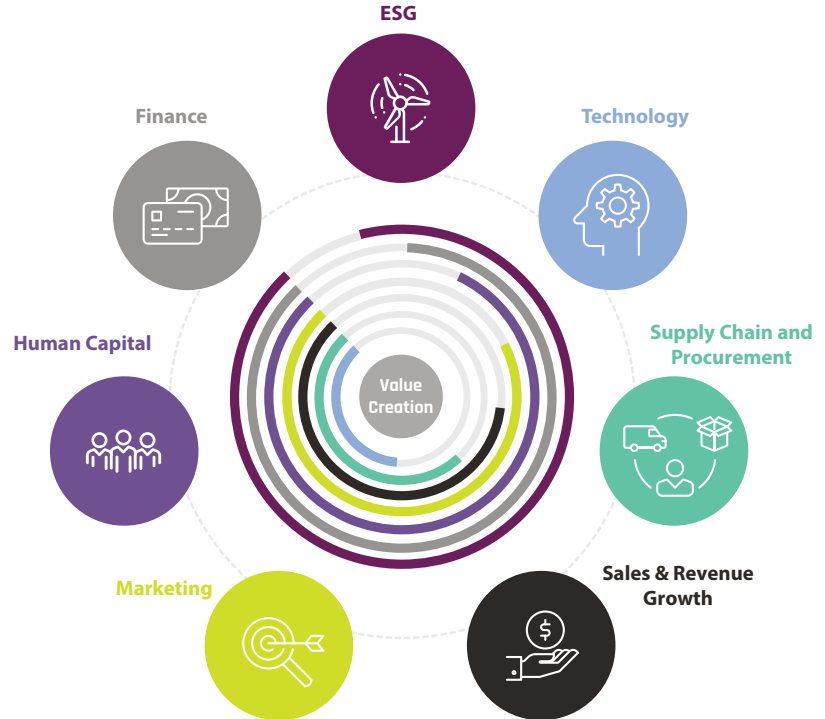 ESG
Finance
Technology
Human Capital
Supply Chain and
Procurement
Value
Creation
Marketing
Sales & Revenue
Growth
$